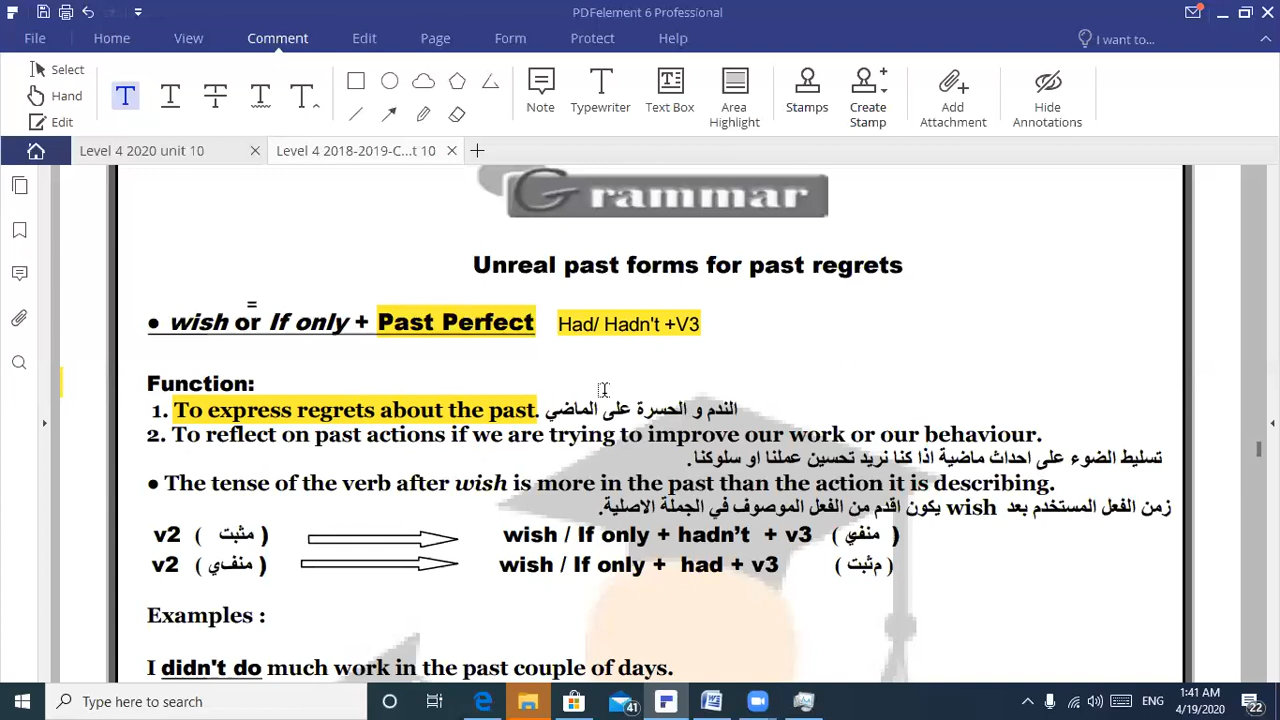 PDFelement 6 Professional
File Home View Comment Edit Page Form Protect Help I want to...
Select
Hand
Edit
Note Typewriter Text Box Area Highlight Stamps Create Stamp Add Attachment Hide Annotations
Level 4 2020 unit 10 Level 4 2018-2019-C...t 10
Grammar
Unreal past forms for past regrets
=
● wish or If only + Past Perfect Had/ Hadn't +V3
Function:
1. To express regrets about the past. الندم و الحسرة على الماضي
2. To reflect on past actions if we are trying to improve our work or our behaviour.
تسليط الضوء على احداث ماضية اذا كنا نريد تحسين عملنا او سلوكنا.
● The tense of the verb after wish is more in the past than the action it is describing.
زمن الفعل المستخدم بعد wish يكون اقدم من الفعل الموصوف في الجملة الاصلية.
v2 ( مثبت ) wish / If only + hadn’t + v3 ( منفي )
v2 ( منفي ) wish / If only + had + v3 ( مثبت )
Examples :
I didn't do much work in the past couple of days.
Type here to search
41
ENG
1:41 AM
4/19/2020
22